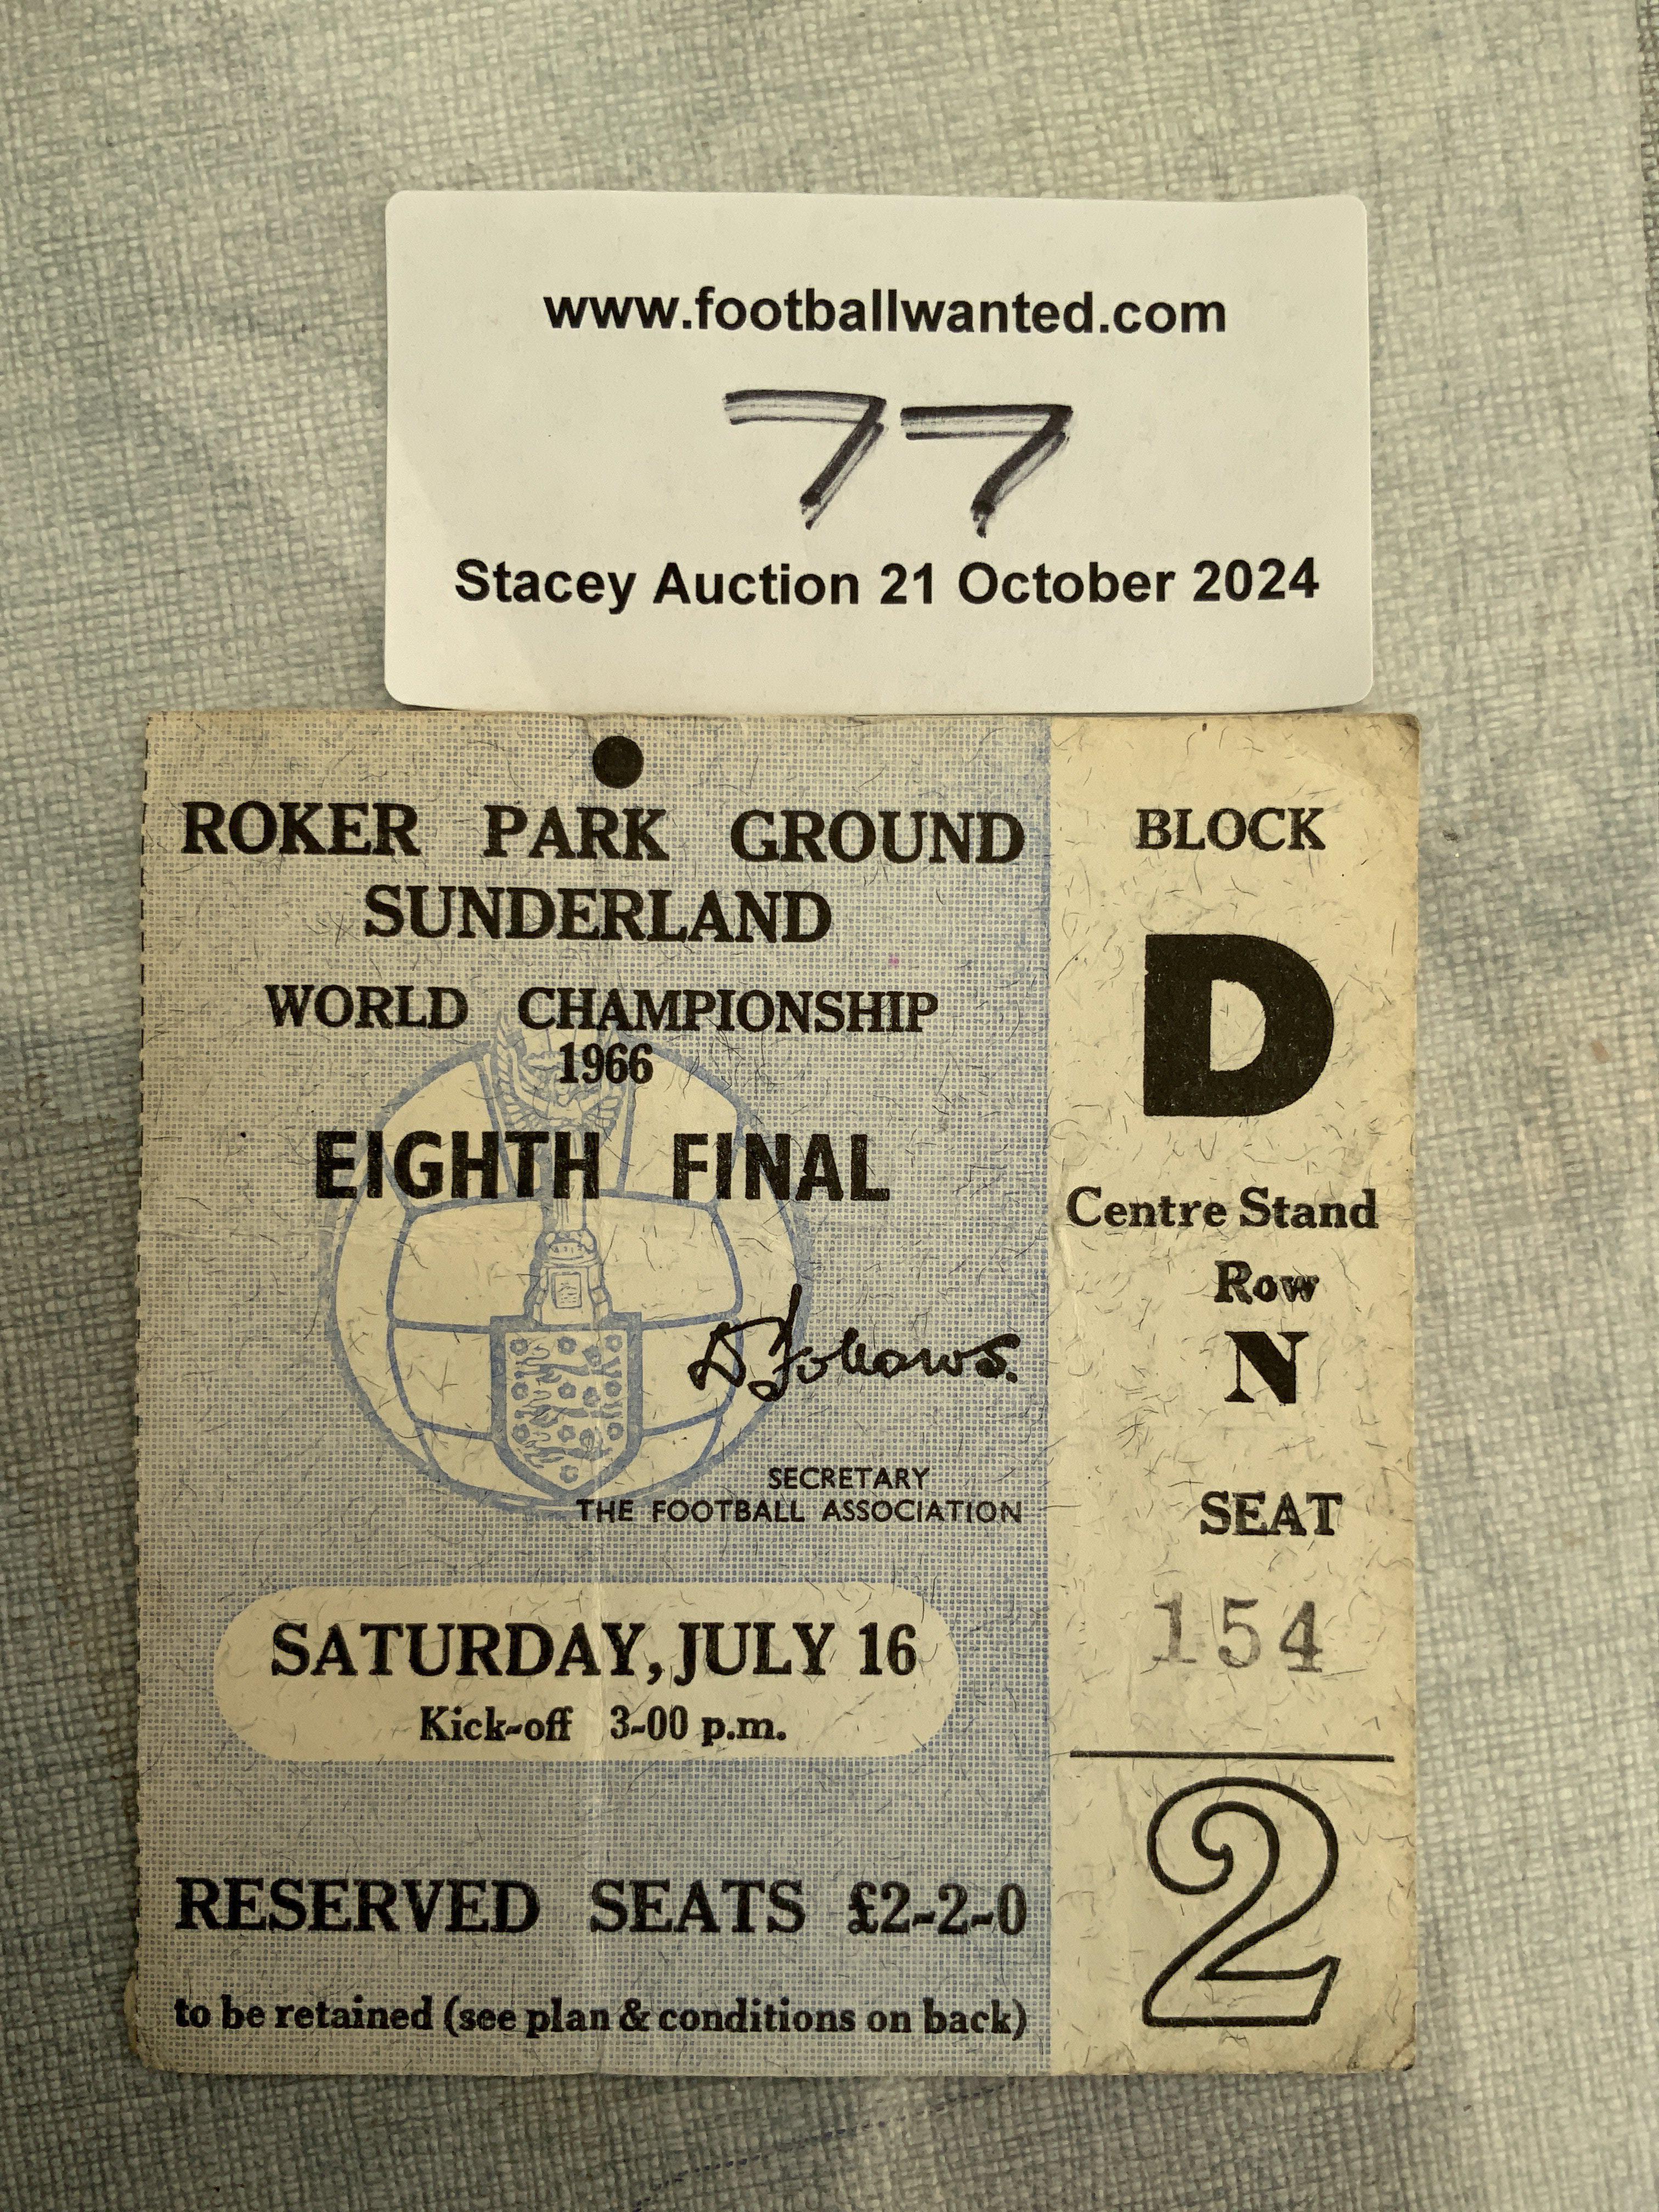 www.footballwanted.com
77
Stacey Auction 21 October 2024
ROKER PARK GROUND
SUNDERLAND
WORLD CHAMPIONSHIP
1966
EIGHTH FINAL
D Follows.
SECRETARY
THE FOOTBALL ASSOCIATION
SATURDAY, JULY 16
Kick-off 3-00 p.m.
RESERVED SEATS £2-2-0
to be retained (see plan & conditions on back)
BLOCK
D
Centre Stand
Row
N
SEAT
154
2